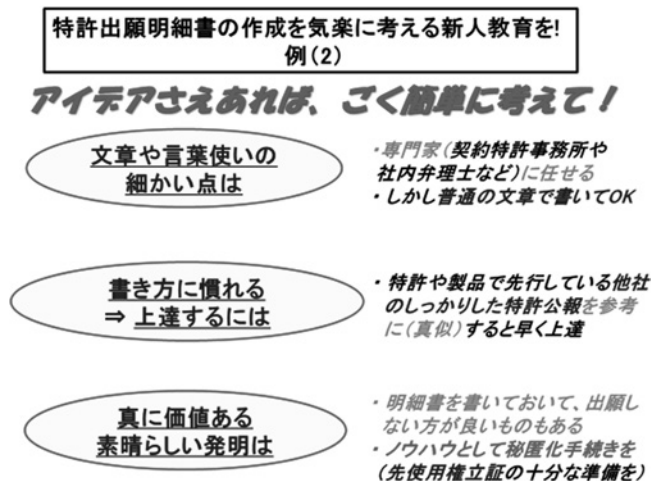 特許出願明細書の作成を気楽に考える新人教育を!
例(2)
アイデアさえあれば、ごく簡単に考えて!
文章や言葉使いの
細かい点は
・専門家(契約特許事務所や
社内弁理士など)に任せる
・しかし普通の文章で書いてOK
書き方に慣れる
⇒ 上達するには
・特許や製品で先行している他社
のしっかりした特許公報を参考
に(真似)すると早く上達
真に価値ある
素晴らしい発明は
・明細書を書いておいて、出願し
ない方が良いものもある
・ノウハウとして秘匿化手続きを
(先使用権立証の十分な準備を)